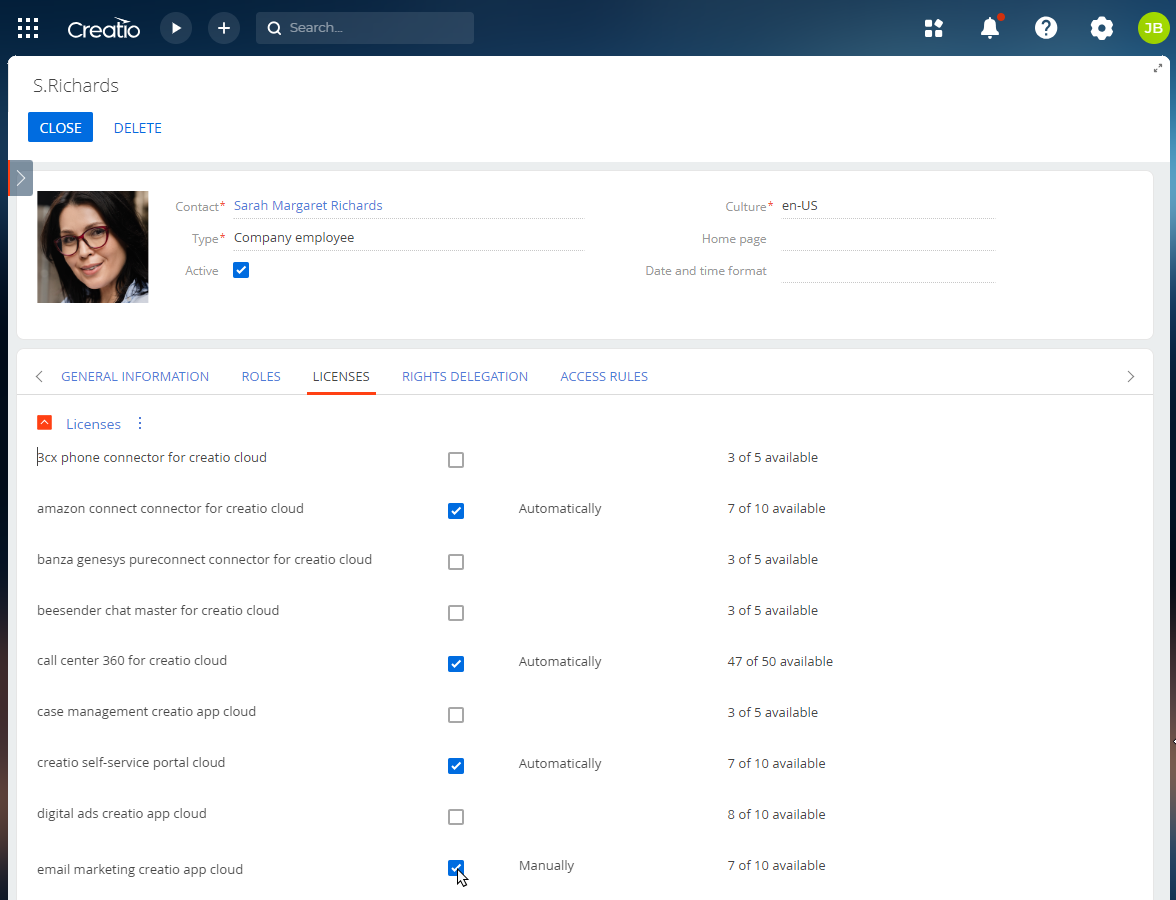 Creatio
Search...
JB
S.Richards
CLOSE
DELETE
Contact* Sarah Margaret Richards
Culture* en-US
Type* Company employee
Home page
Active
Date and time format
GENERAL INFORMATION
ROLES
LICENSES
RIGHTS DELEGATION
ACCESS RULES
Licenses
3cx phone connector for creatio cloud 3 of 5 available
amazon connect connector for creatio cloud Automatically 7 of 10 available
banza genesys pureconnect connector for creatio cloud 3 of 5 available
beesender chat master for creatio cloud 3 of 5 available
call center 360 for creatio cloud Automatically 47 of 50 available
case management creatio app cloud 3 of 5 available
creatio self-service portal cloud Automatically 7 of 10 available
digital ads creatio app cloud 8 of 10 available
email marketing creatio app cloud Manually 7 of 10 available